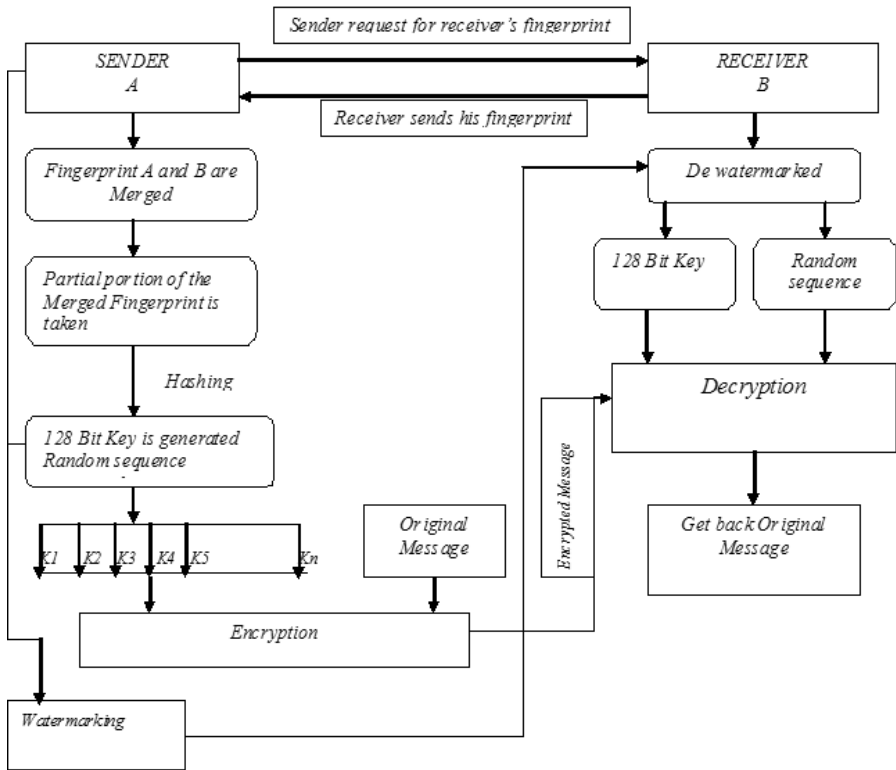 Sender request for receiver's fingerprint
SENDER
A
RECEIVER
B
Receiver sends his fingerprint
Fingerprint A and B are
Merged
De watermarked
Partial portion of the
Merged Fingerprint is
taken
128 Bit Key
Random
sequence
Hashing
Decryption
128 Bit Key is generated
Random sequence
Encrypted Message
Original
Message
Get back Original
Message
K1 K2 K3 K4 K5 Kn
Encryption
Watermarking